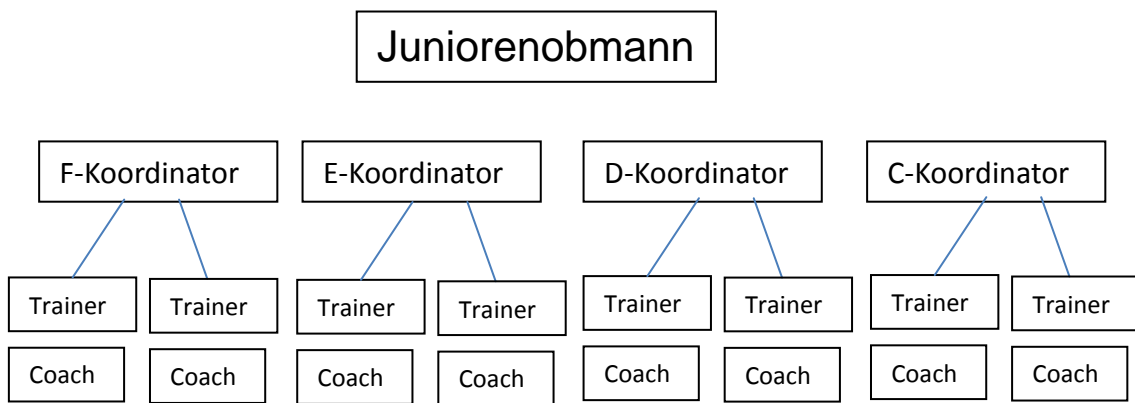 Juniorenobmann
F-Koordinator E-Koordinator D-Koordinator C-Koordinator
Trainer Trainer Trainer Trainer Trainer Trainer Trainer Trainer
Coach Coach Coach Coach Coach Coach Coach Coach